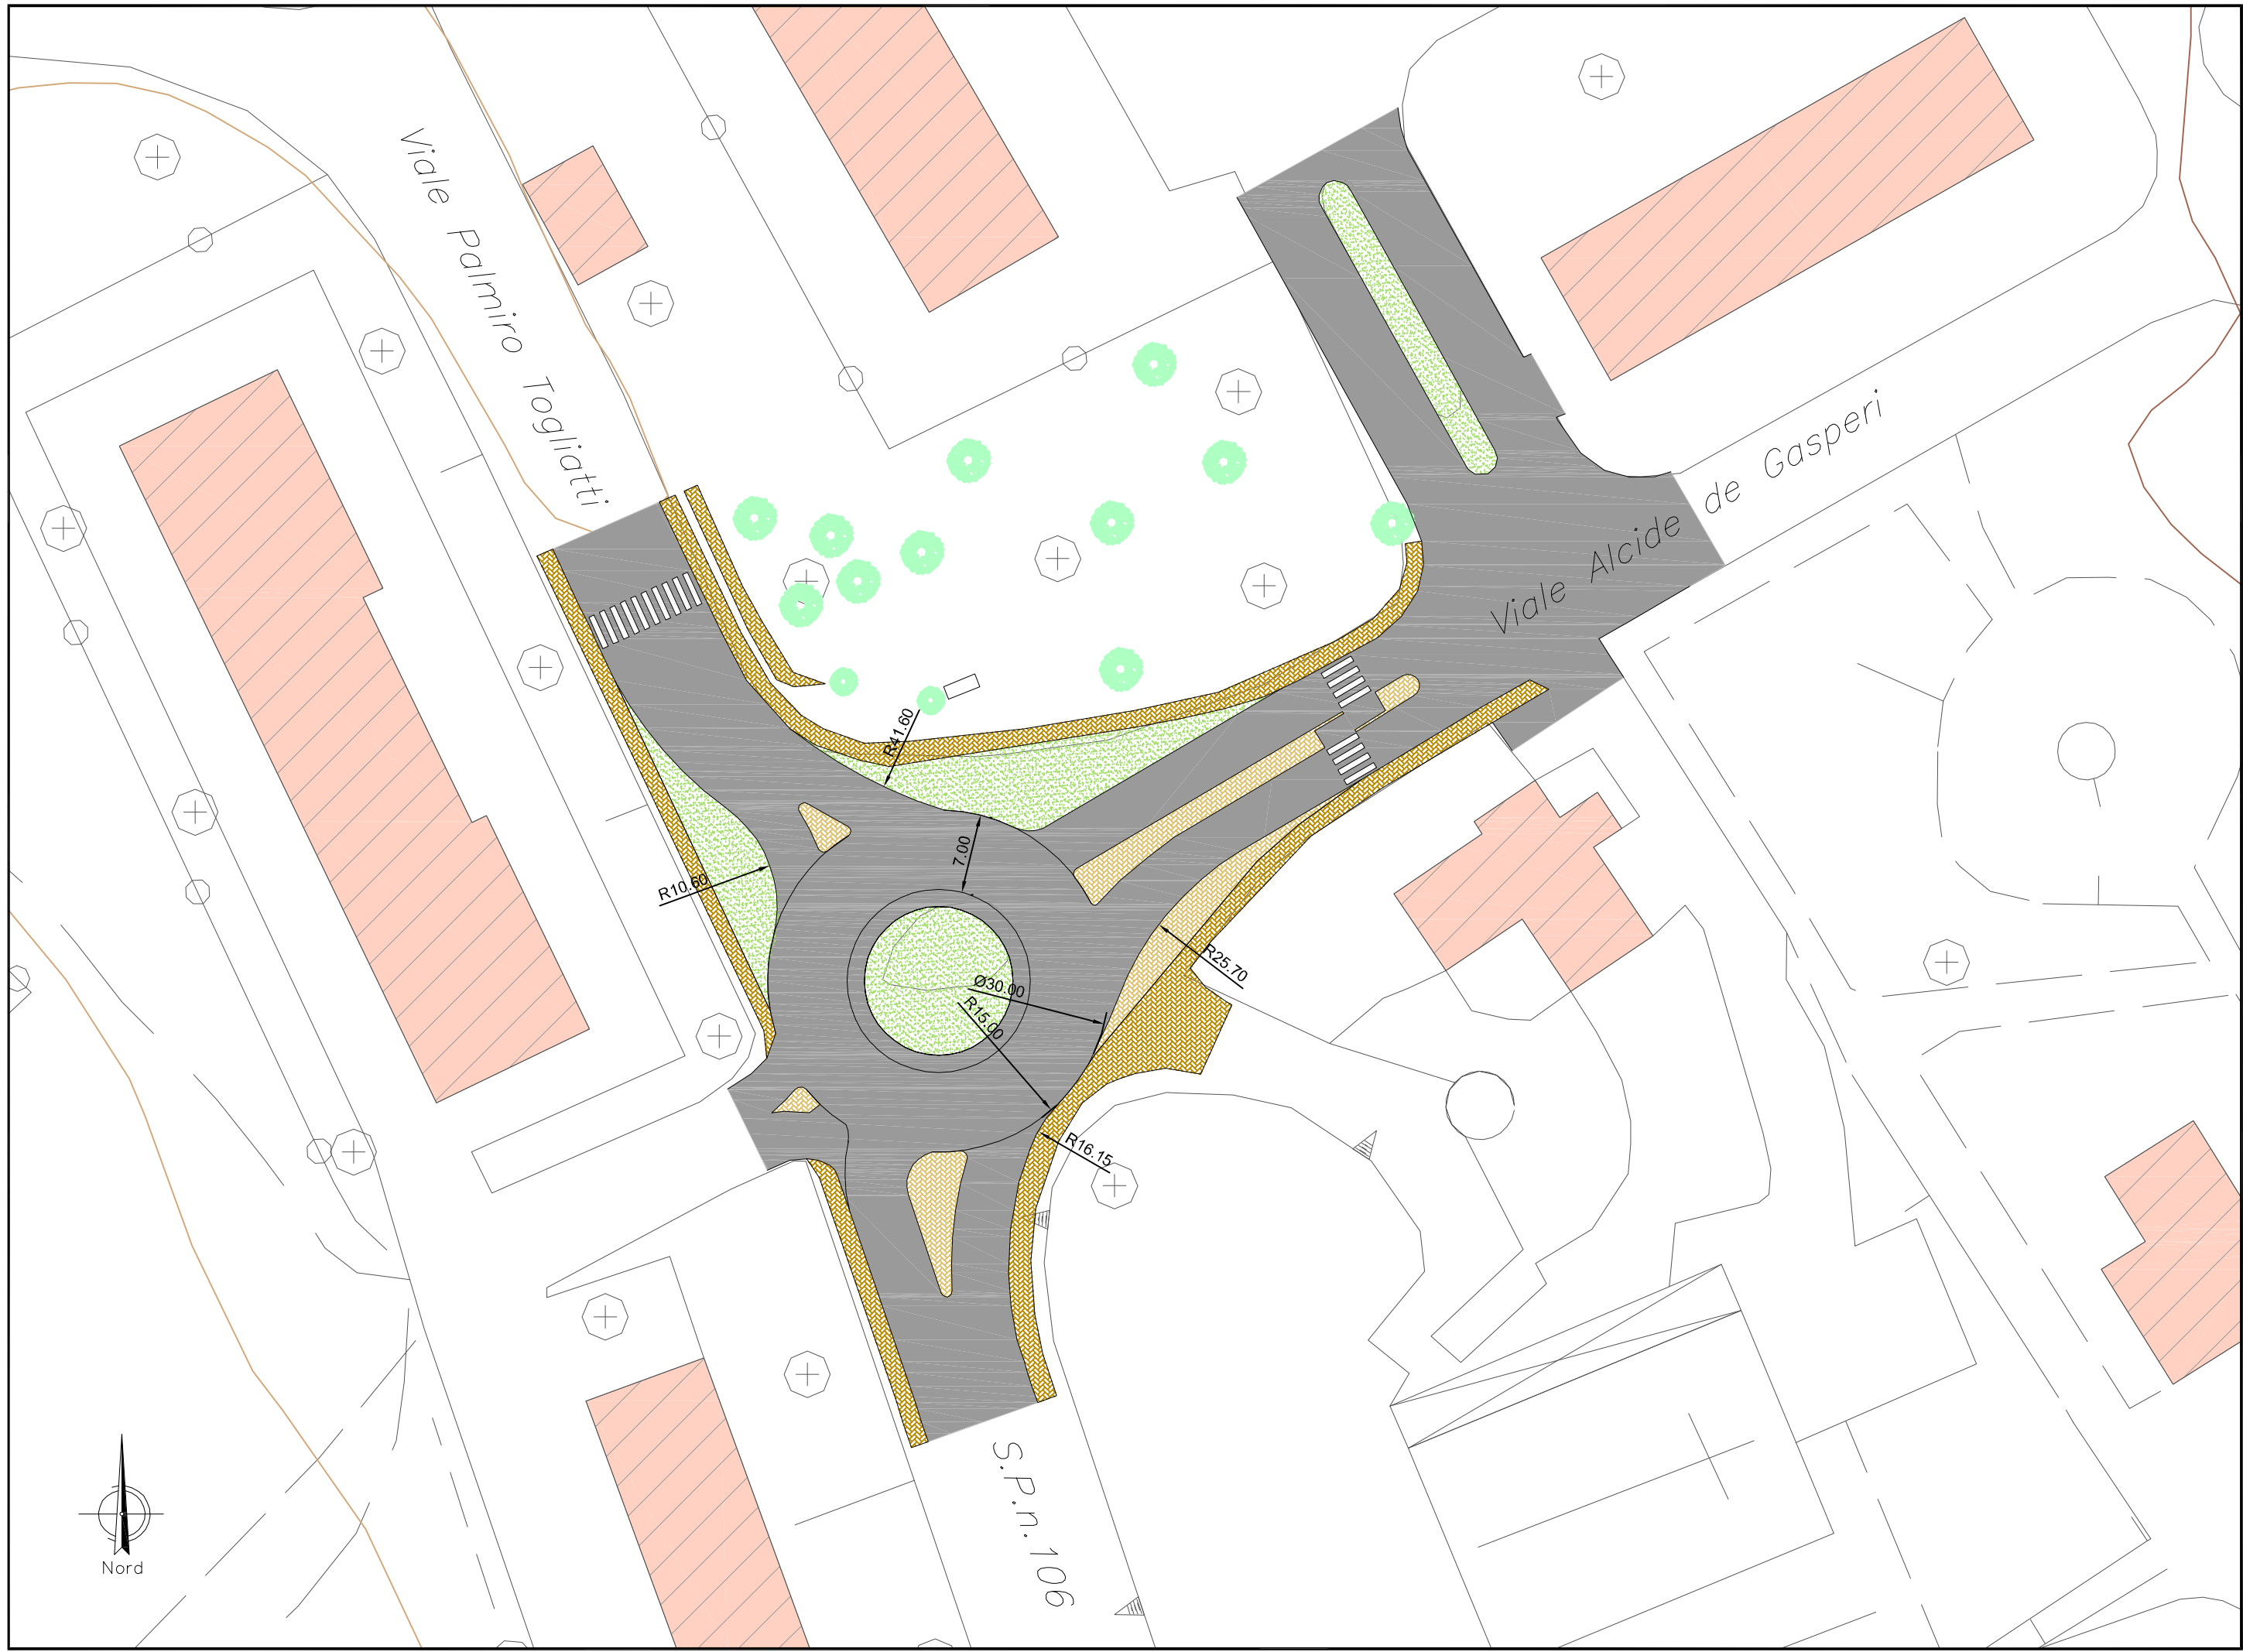 Viale Palmiro Togliatti
Viale Alcide de Gasperi
R41.60
7.00
R10.60
R25.70
Ø30.00
R15.00
R16.15
S.P.n.106
Nord